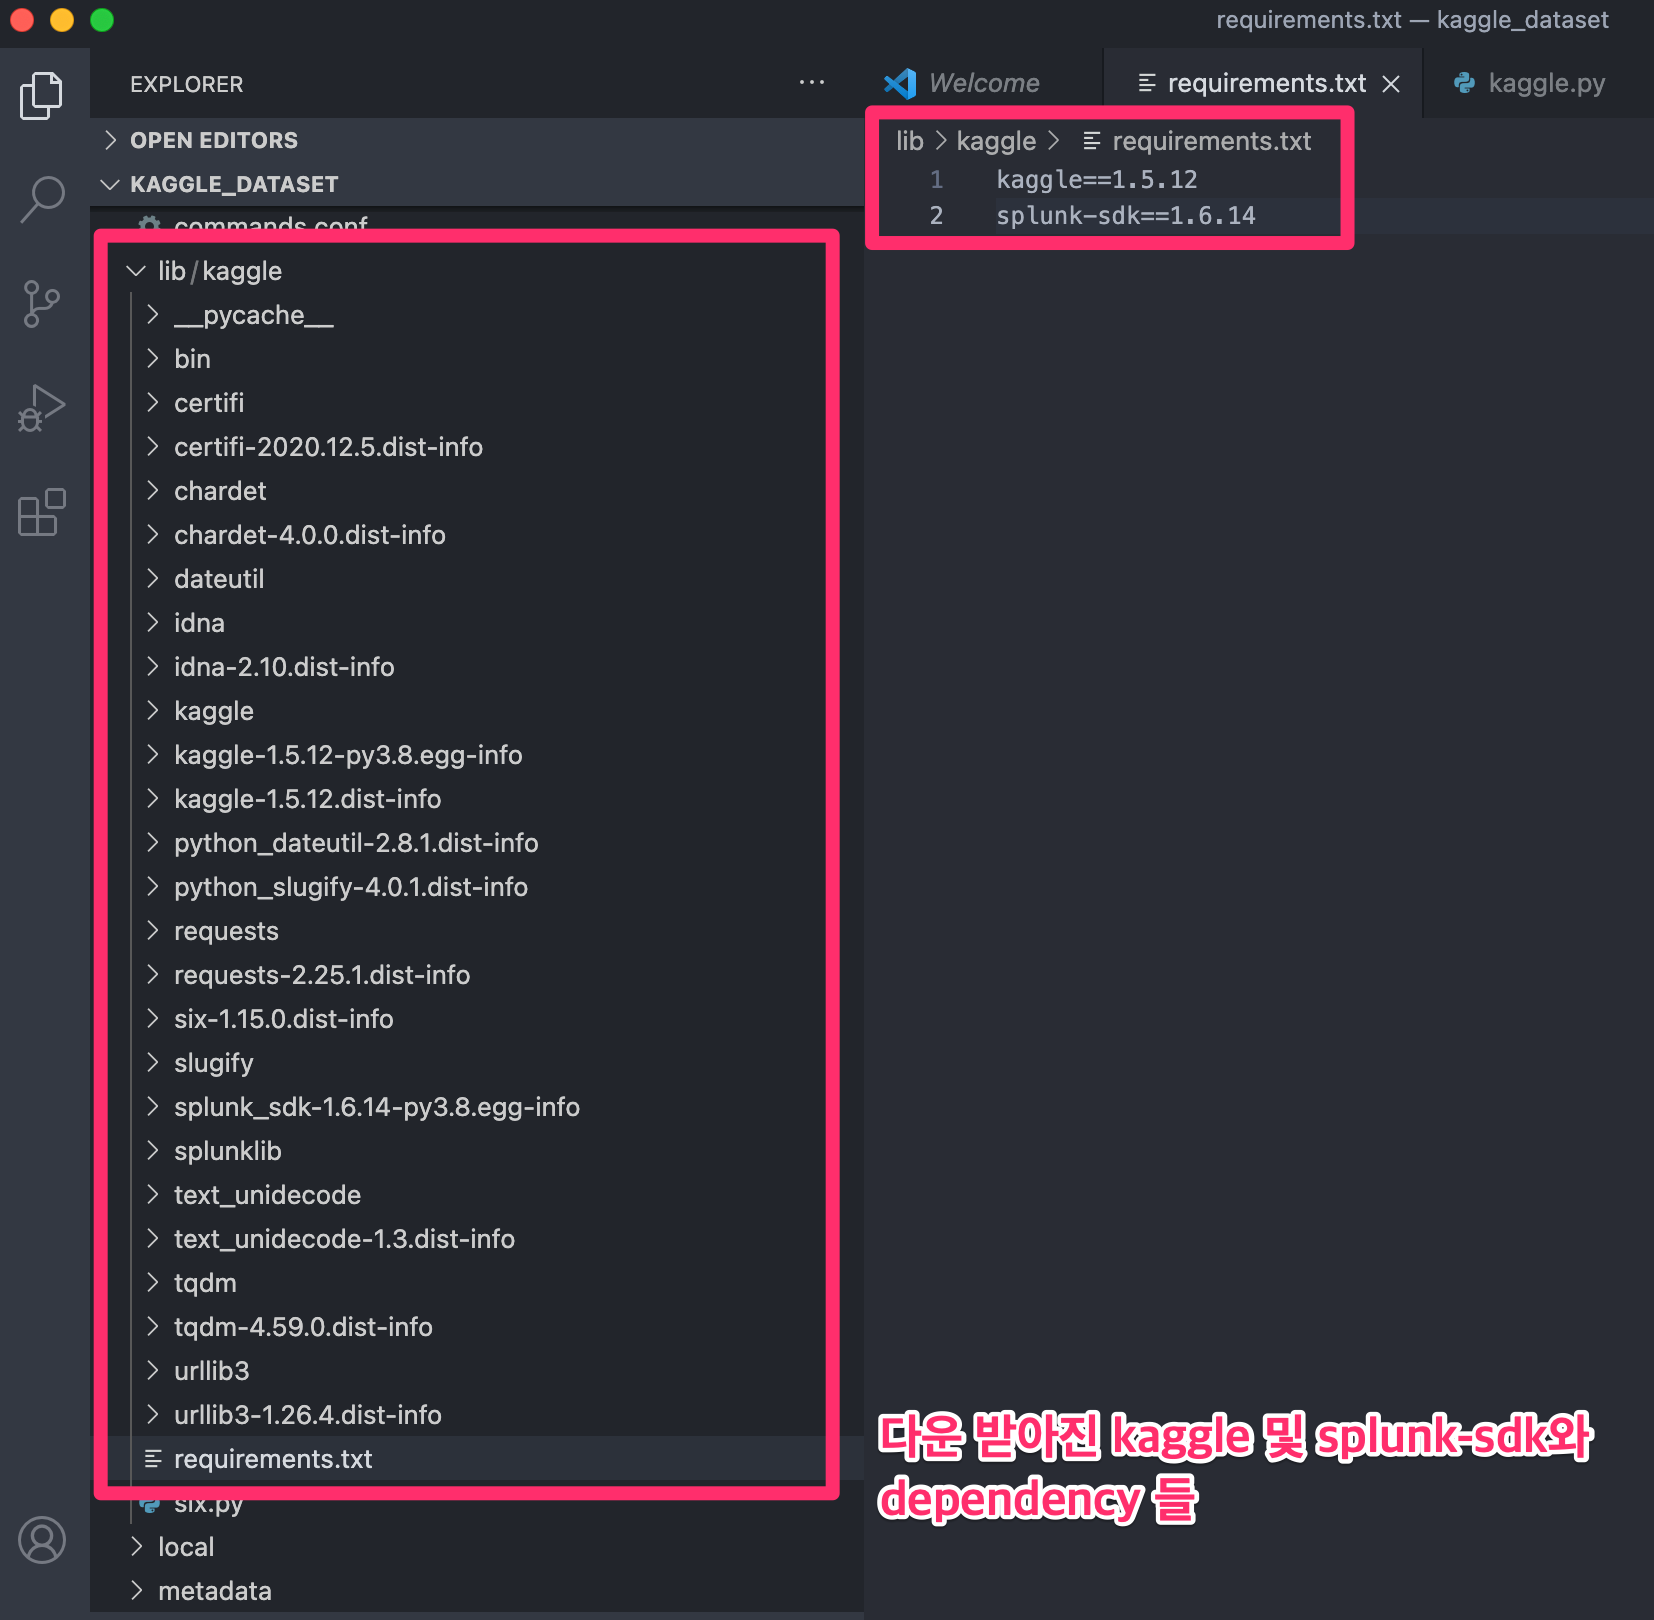 requirements.txt — kaggle_dataset
EXPLORER
Welcome
requirements.txt
kaggle.py
OPEN EDITORS
KAGGLE_DATASET
commands.conf
lib/kaggle
__pycache__
bin
certifi
certifi-2020.12.5.dist-info
chardet
chardet-4.0.0.dist-info
dateutil
idna
idna-2.10.dist-info
kaggle
kaggle-1.5.12-py3.8.egg-info
kaggle-1.5.12.dist-info
python_dateutil-2.8.1.dist-info
python_slugify-4.0.1.dist-info
requests
requests-2.25.1.dist-info
six-1.15.0.dist-info
slugify
splunk_sdk-1.6.14-py3.8.egg-info
splunklib
text_unidecode
text_unidecode-1.3.dist-info
tqdm
tqdm-4.59.0.dist-info
urllib3
urllib3-1.26.4.dist-info
requirements.txt
six.py
local
metadata
lib > kaggle > requirements.txt
1 kaggle==1.5.12
2 splunk-sdk==1.6.14
다운 받아진 kaggle 및 splunk-sdk와
dependency 들